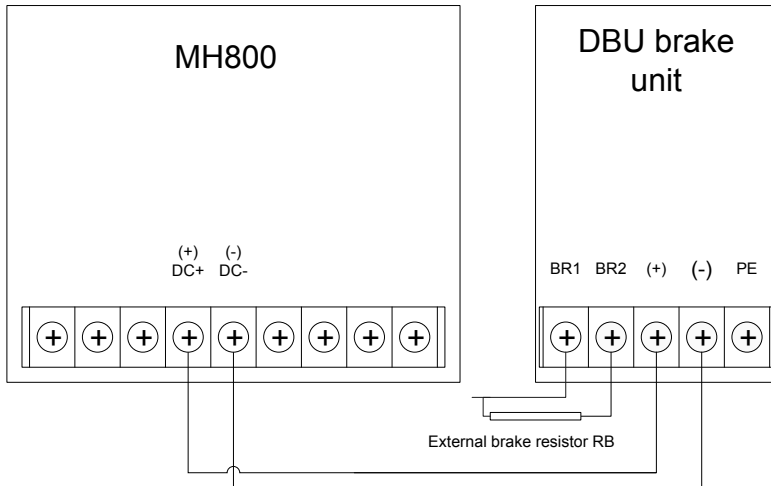 MH800
DBU brake
unit
(+) (-)
DC+ DC-
BR1 BR2 (+) (-) PE
External brake resistor RB